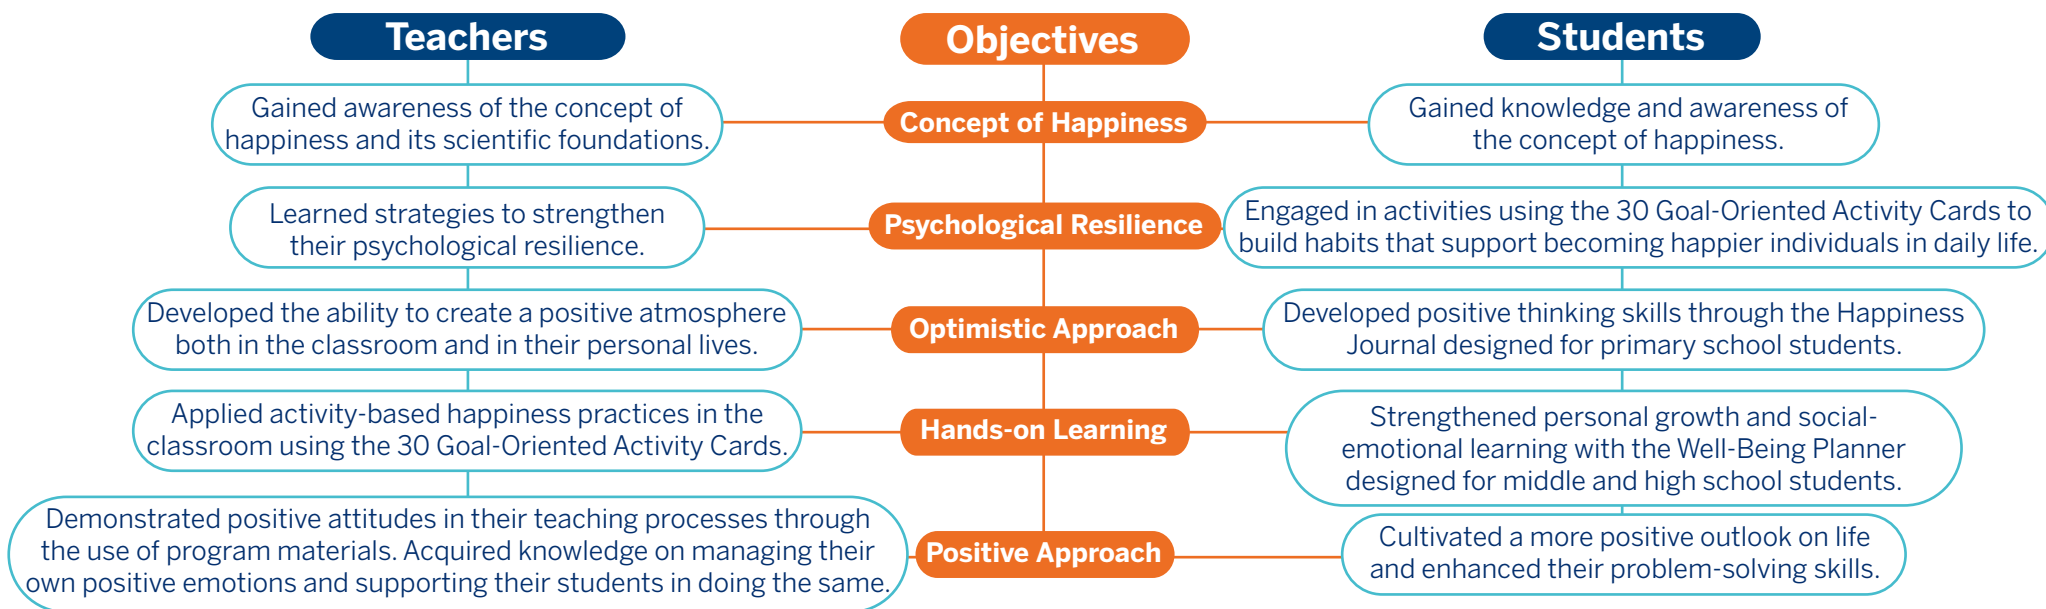 Teachers
Objectives
Students
Gained awareness of the concept of
happiness and its scientific foundations.
Concept of Happiness
Gained knowledge and awareness of
the concept of happiness.
Learned strategies to strengthen
their psychological resilience.
Psychological Resilience
Engaged in activities using the 30 Goal-Oriented Activity Cards to
build habits that support becoming happier individuals in daily life.
Developed the ability to create a positive atmosphere
both in the classroom and in their personal lives.
Optimistic Approach
Developed positive thinking skills through the Happiness
Journal designed for primary school students.
Applied activity-based happiness practices in the
classroom using the 30 Goal-Oriented Activity Cards.
Hands-on Learning
Strengthened personal growth and social-
emotional learning with the Well-Being Planner
designed for middle and high school students.
Demonstrated positive attitudes in their teaching processes through
the use of program materials. Acquired knowledge on managing their
own positive emotions and supporting their students in doing the same.
Positive Approach
Cultivated a more positive outlook on life
and enhanced their problem-solving skills.